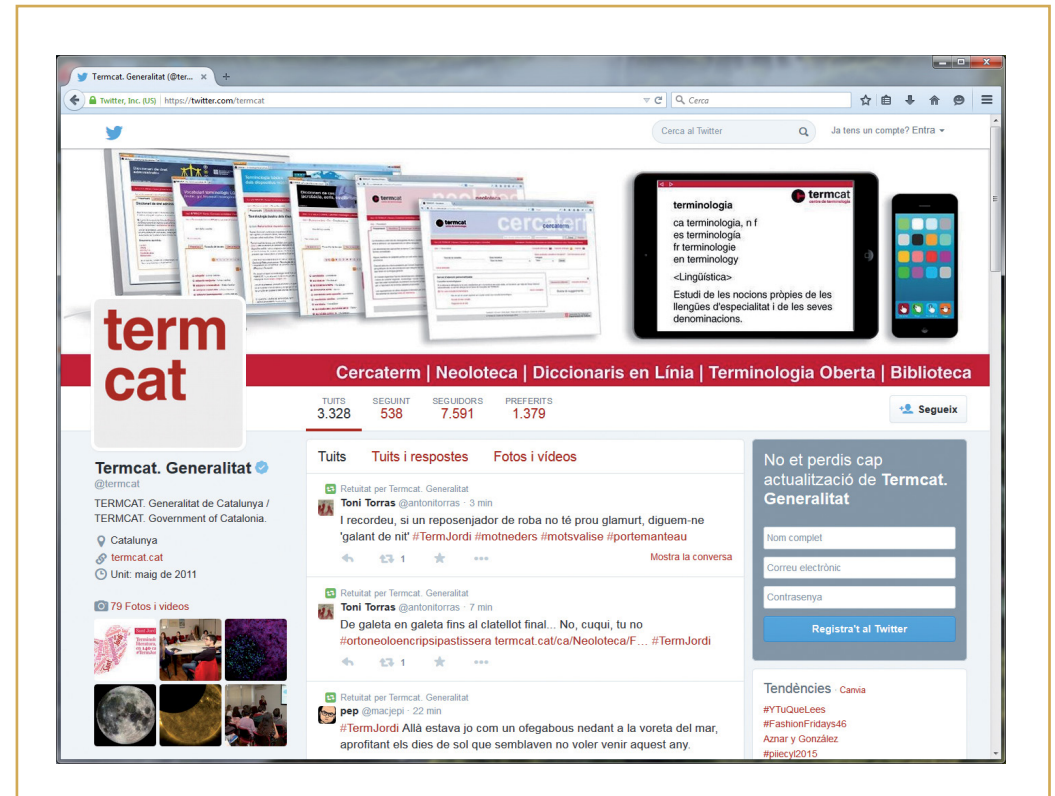 Termcat. Generalitat (@ter...
Twitter, Inc. (US) https://twitter.com/termcat
Cerca
Cerca al Twitter
Ja tens un compte? Entra
termcat
cercaterm
termcat
centre de terminologia
terminologia
ca terminologia, n f
es terminología
fr terminologie
en terminology
<Lingüística>
Estudi de les nocions pròpies de les
llengües d'especialitat i de les seves
denominacions.
term
cat
Cercaterm | Neoloteca | Diccionaris en Línia | Terminologia Oberta | Biblioteca
TUITS SEGUINT SEGUIDORS PREFERITS
3.328 538 7.591 1.379
Segueix
Termcat. Generalitat
@termcat
TERMCAT. Generalitat de Catalunya /
TERMCAT. Government of Catalonia.
Catalunya
termcat.cat
Unit: maig de 2011
79 Fotos i vídeos
Tuits Tuits i respostes Fotos i vídeos
Retuitat per Termcat. Generalitat
Toni Torras @antonitorras · 3 min
I recordeu, si un reposenjador de roba no té prou glamurt, diguem-ne
'galant de nit' #TermJordi #motneders #motsvalise #portemanteau
1
Mostra la conversa
Retuitat per Termcat. Generalitat
Toni Torras @antonitorras · 7 min
De galeta en galeta fins al clatellot final... No, cuqui, tu no
#ortoneoloencripsipastissera termcat.cat/ca/Neoloteca/F... #TermJordi
1
Retuitat per Termcat. Generalitat
pep @macjepi · 22 min
#TermJordi Allà estava jo com un ofegabous nedant a la voreta del mar,
aprofitant els dies de sol que semblaven no voler venir aquest any.
No et perdis cap
actualització de Termcat.
Generalitat
Nom complet
Correu electrònic
Contrasenya
Registra't al Twitter
Tendències · Canvia
#YTuQueLees
#FashionFridays46
Aznar y González
#piiecyl2015